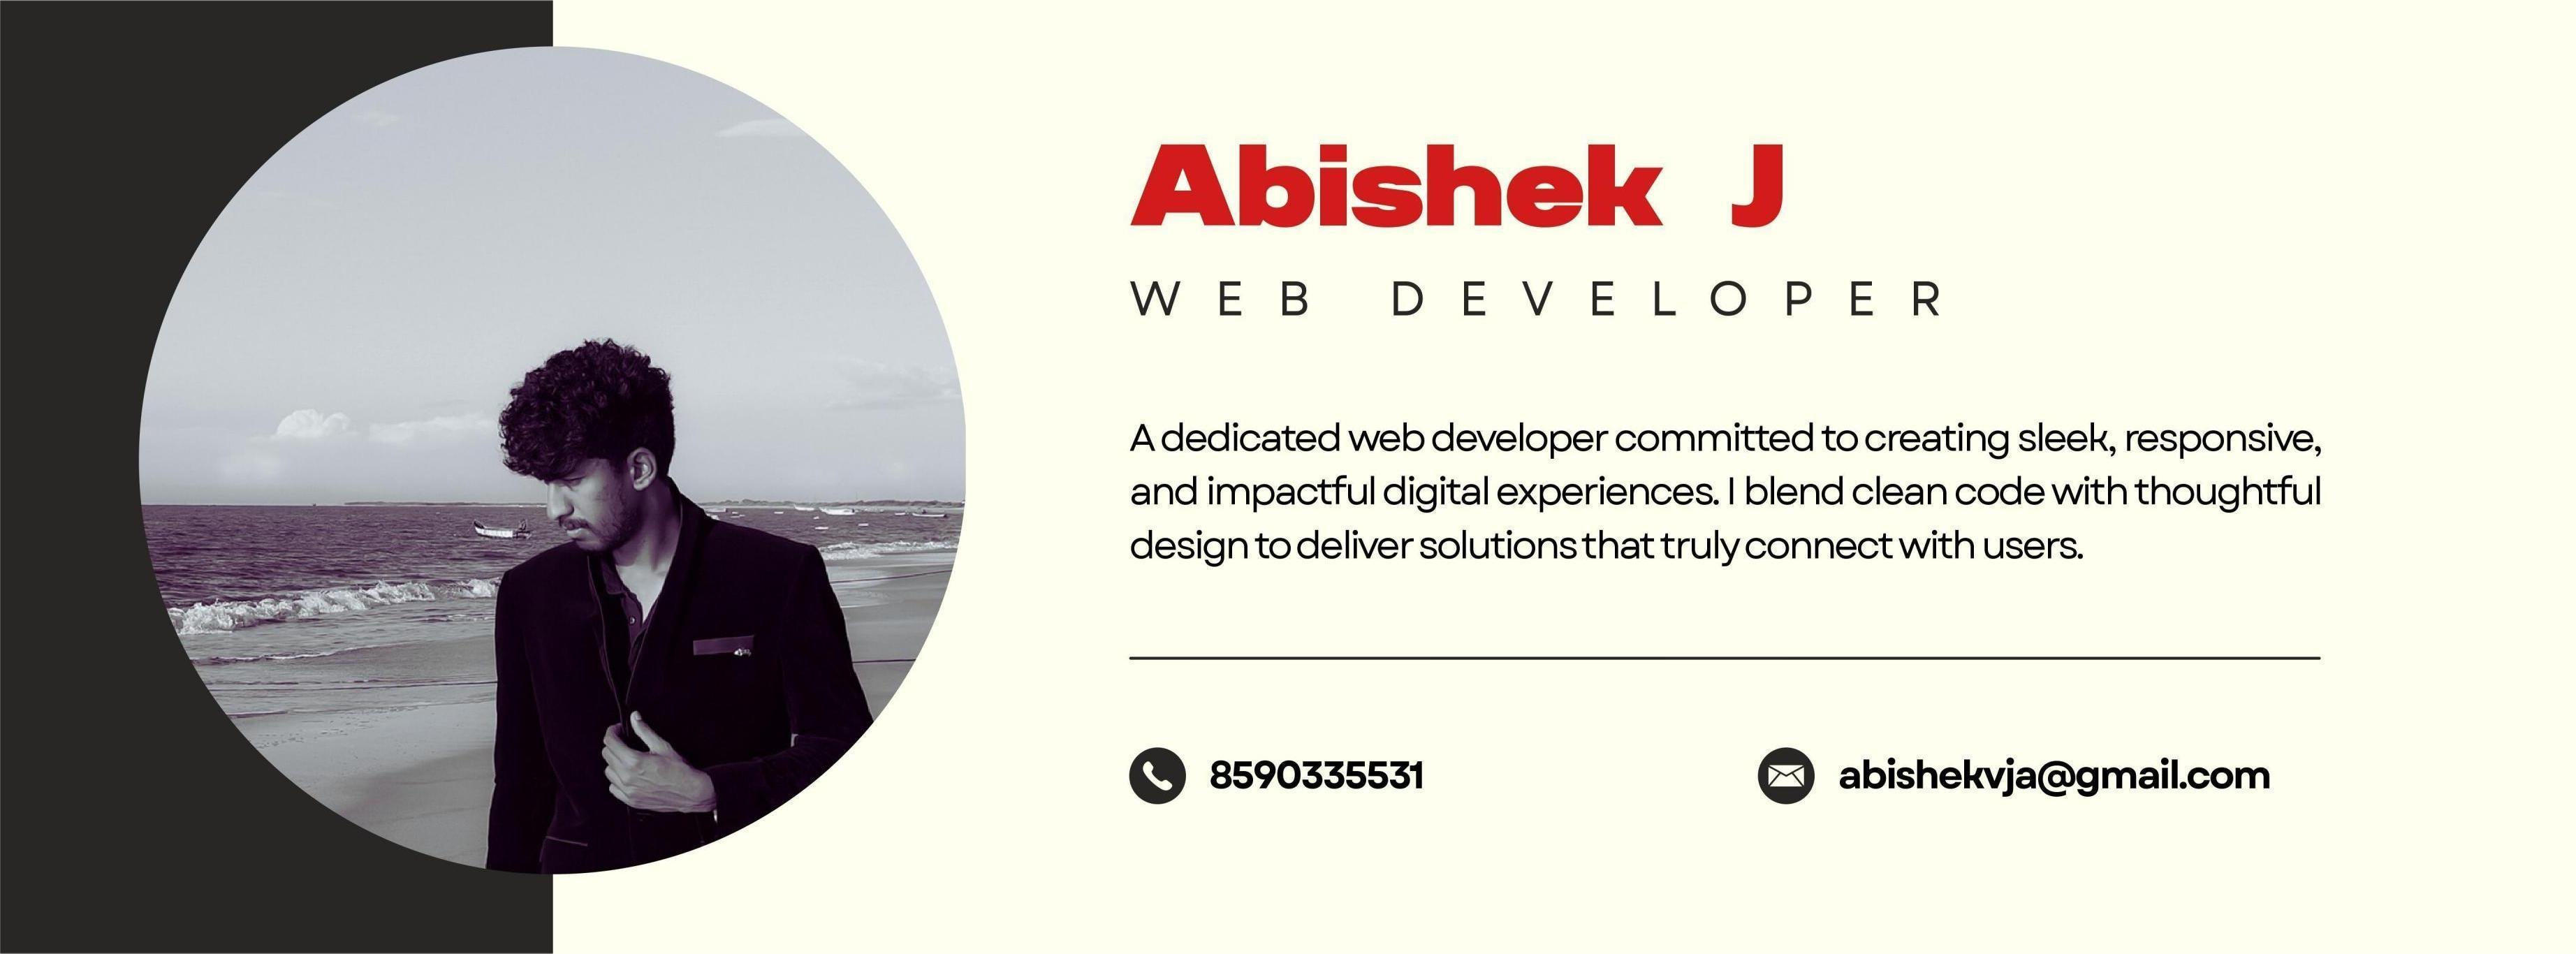 Abishek J
WEB DEVELOPER
A dedicated web developer committed to creating sleek, responsive,
and impactful digital experiences. I blend clean code with thoughtful
design to deliver solutions that truly connect with users.
8590335531
abishekvja@gmail.com